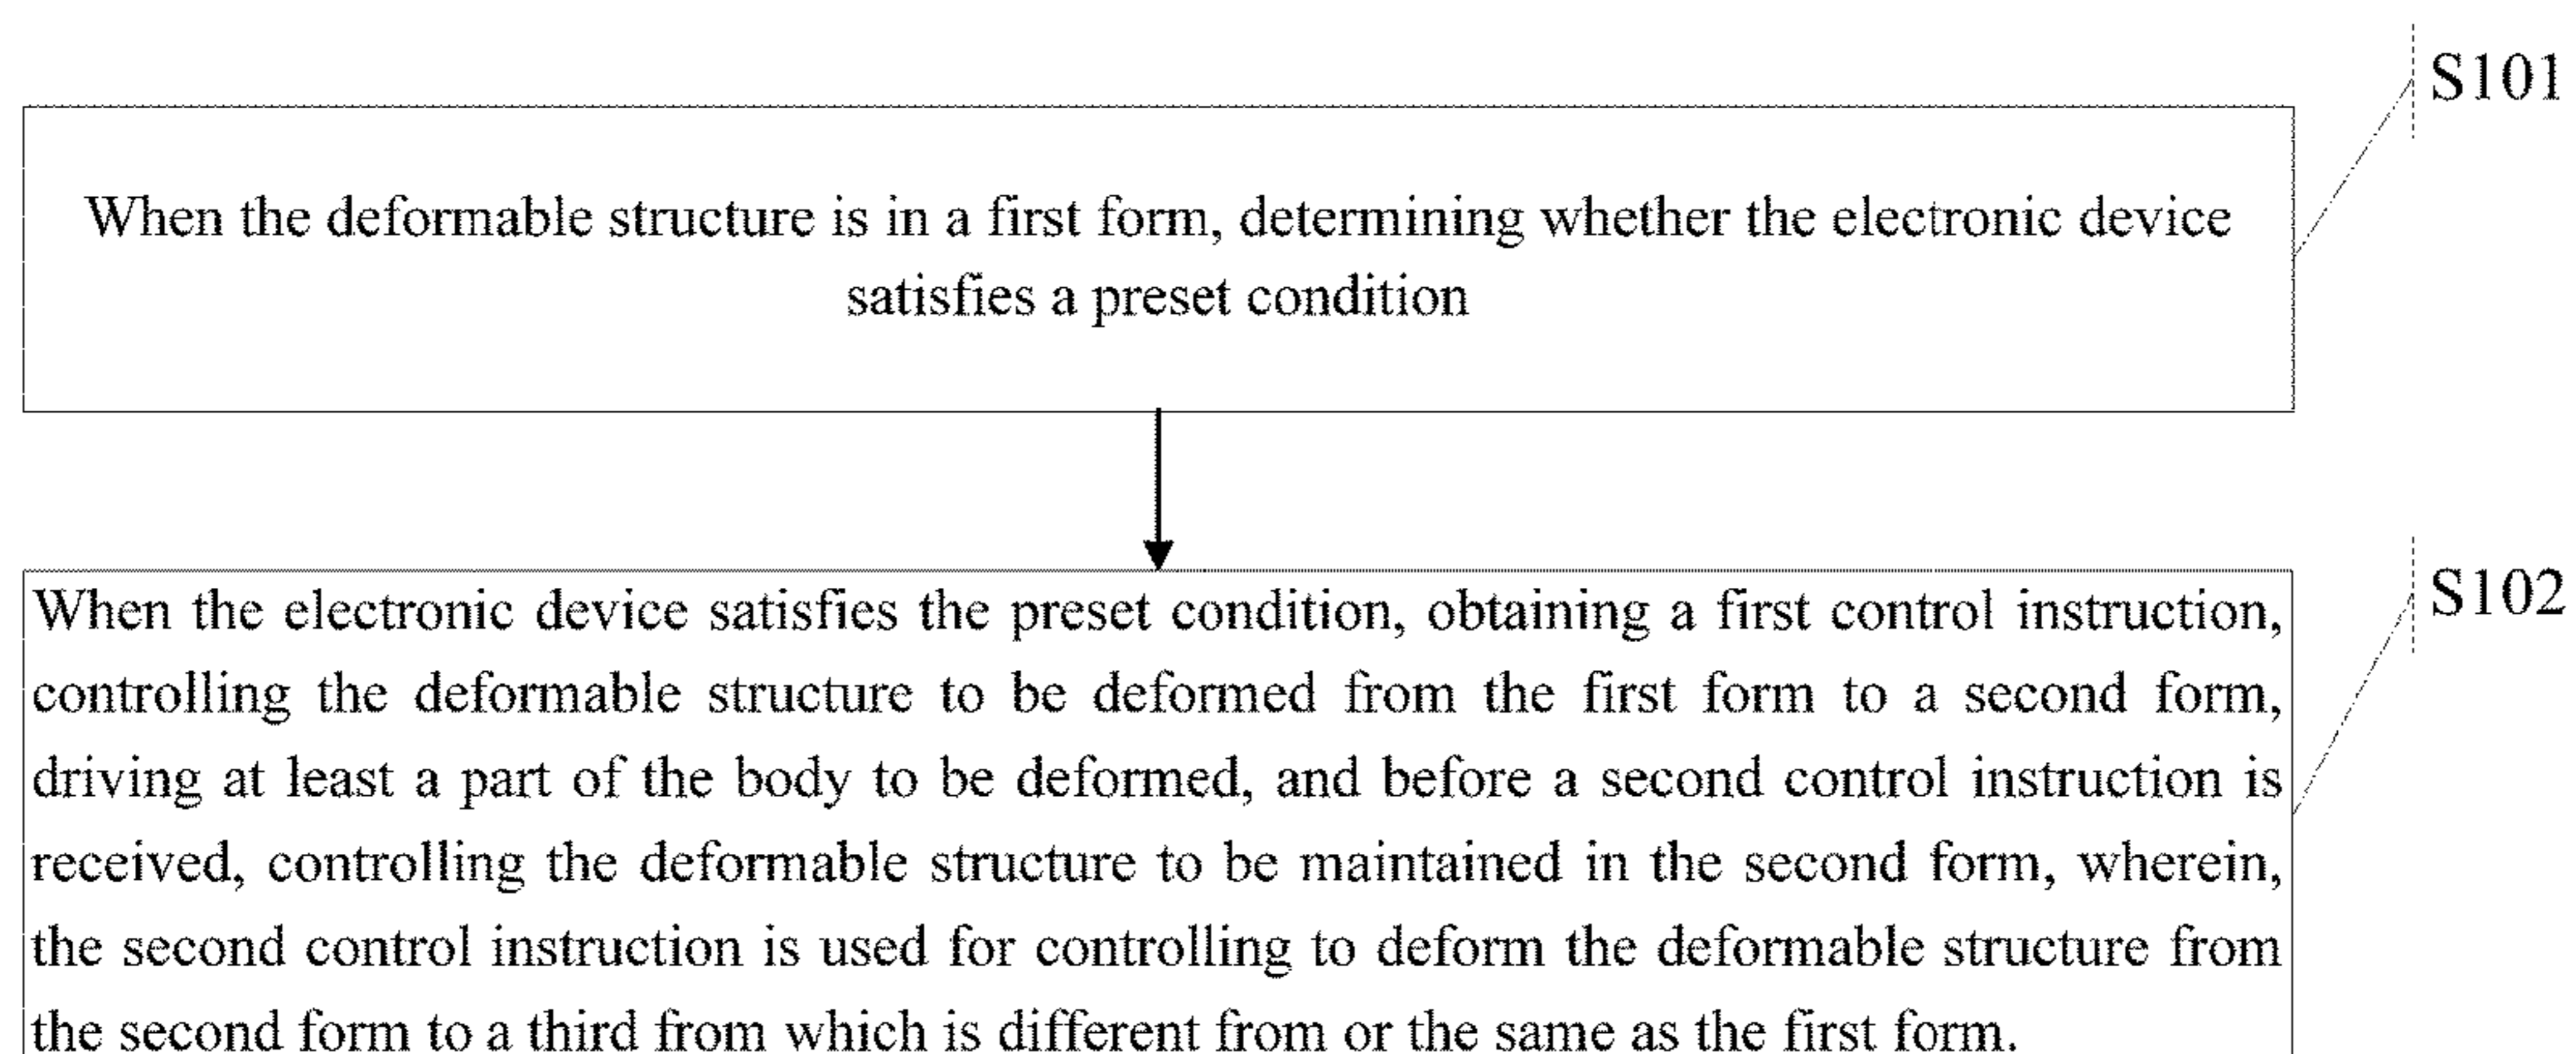 S101
When the deformable structure is in a first form, determining whether the electronic device
satisfies a preset condition
S102
When the electronic device satisfies the preset condition, obtaining a first control instruction,
controlling the deformable structure to be deformed from the first form to a second form,
driving at least a part of the body to be deformed, and before a second control instruction is
received, controlling the deformable structure to be maintained in the second form, wherein,
the second control instruction is used for controlling to deform the deformable structure from
the second form to a third from which is different from or the same as the first form.